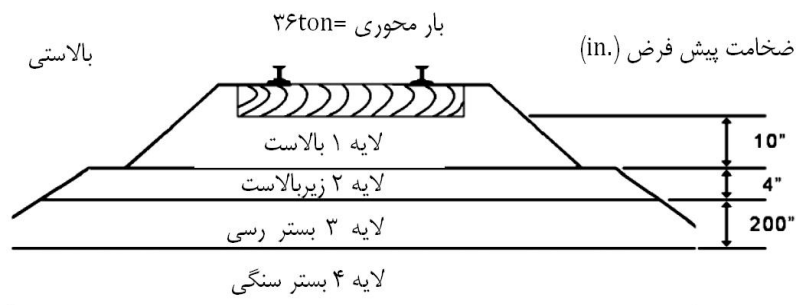 بار محوری =۳۶ton
ضخامت پیش فرض (in.)
بالاستی
لایه ۱ بالاست
10"
لایه ۲ زیربالاست
4"
لایه ۳ بستر رسی
200"
لایه ۴ بستر سنگی